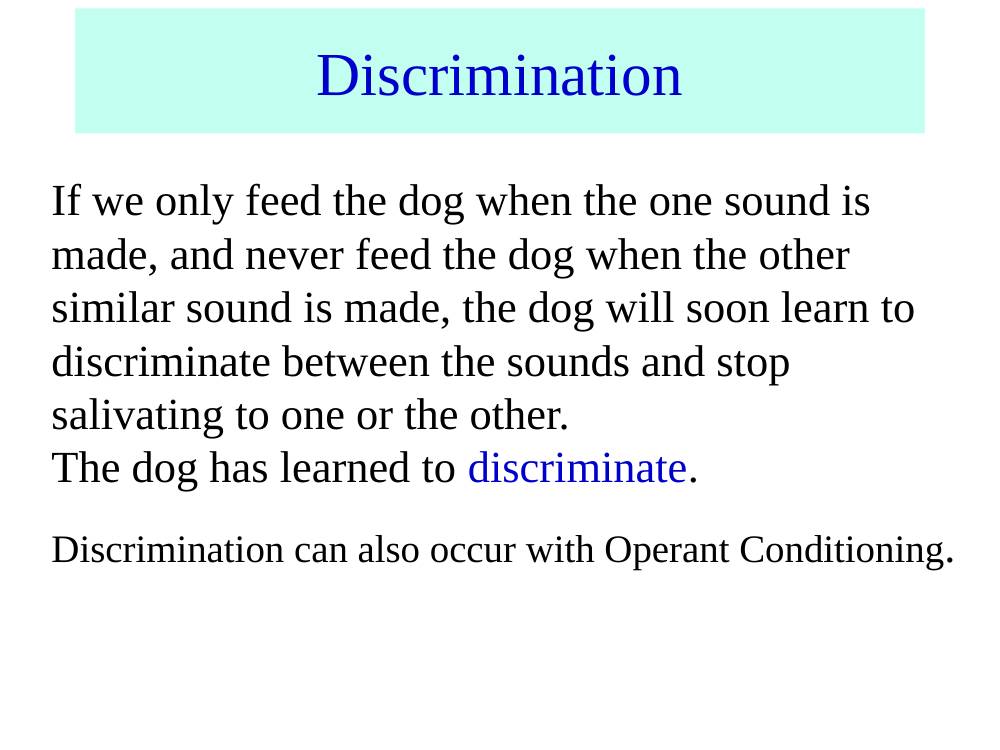 Discrimination
If we only feed the dog when the one sound is
made, and never feed the dog when the other
similar sound is made, the dog will soon learn to
discriminate between the sounds and stop
salivating to one or the other.
The dog has learned to discriminate.
Discrimination can also occur with Operant Conditioning.